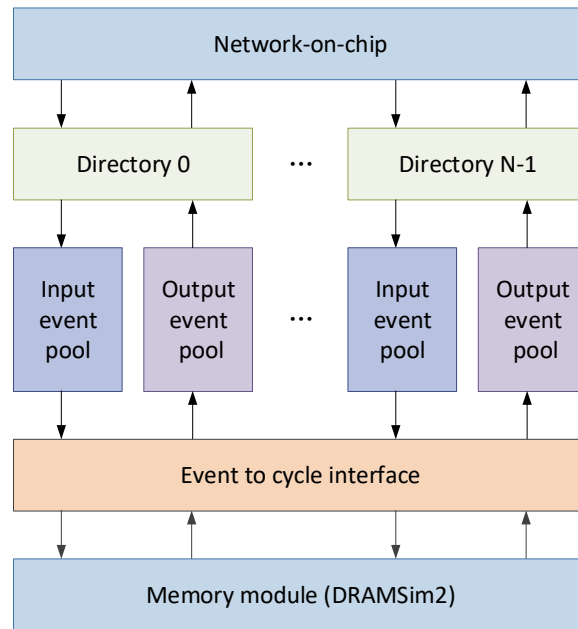 Network-on-chip
Directory 0
...
Directory N-1
Input
event
pool
Output
event
pool
...
Input
event
pool
Output
event
pool
Event to cycle interface
Memory module (DRAMSim2)